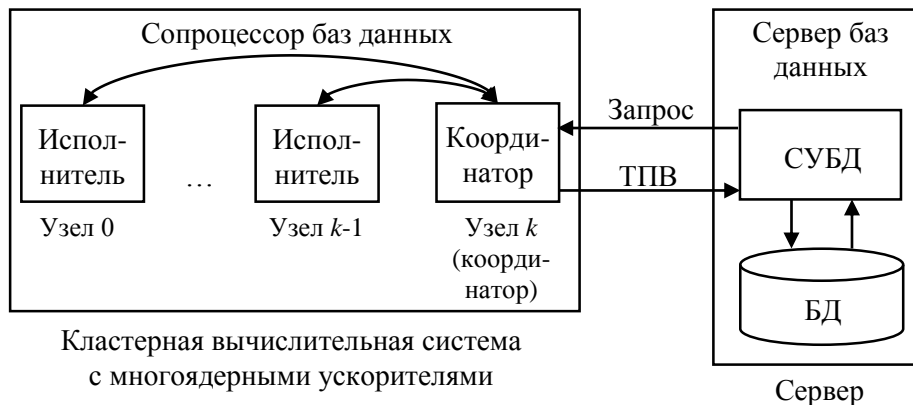 Сопроцессор баз данных
Испол-
нитель
Узел 0
…
Испол-
нитель
Узел k-1
Коорди-
натор
Узел k
(коорди-
натор)
Запрос
ТПВ
Сервер баз
данных
СУБД
БД
Кластерная вычислительная система
с многоядерными ускорителями
Сервер